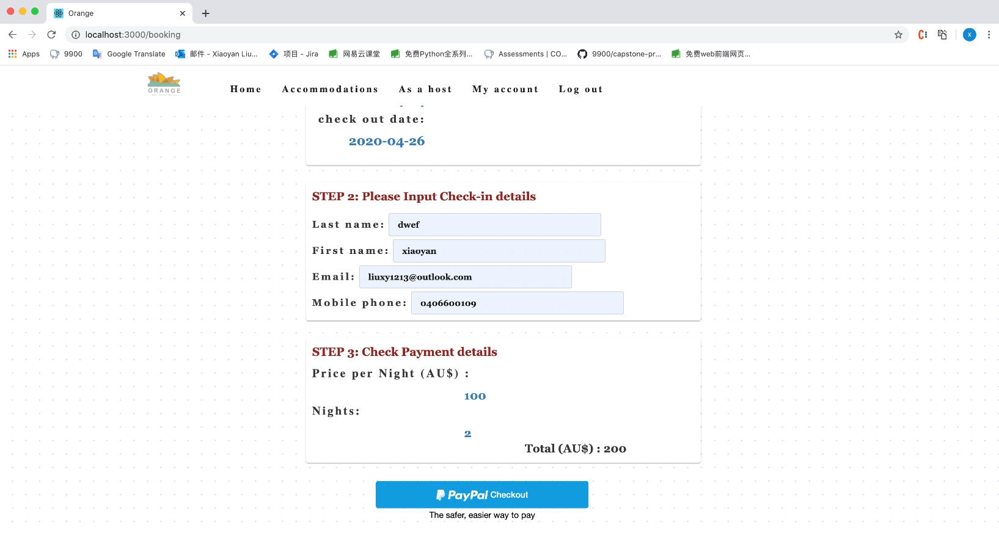 Orange
localhost:3000/booking
x
Apps
9900
Google Translate
邮件 - Xiaoyan Liu...
项目 - Jira
网易云课堂
免费Python全系列...
Assessments | CO...
9900/capstone-pr...
免费web前端网页...
ORANGE
Home
Accommodations
As a host
My account
Log out
check out date:
2020-04-26
STEP 2: Please Input Check-in details
Last name: dwef
First name: xiaoyan
Email: liuxy1213@outlook.com
Mobile phone: 0406600109
STEP 3: Check Payment details
Price per Night (AU$) :
100
Nights:
2
Total (AU$) : 200
PayPal Checkout
The safer, easier way to pay